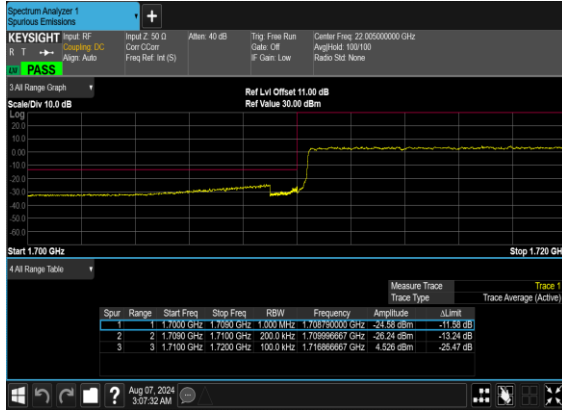 Spectrum Analyzer 1
Spurious Emissions
+
KEYSIGHT Input: RF Input Z: 50 Ω Atten: 40 dB Trig: Free Run Center Freq: 22.005000000 GHz
R T Coupling: DC Corr CCorr Gate: Off Avg|Hold: 100/100
Align: Auto Freq Ref: Int (S) IF Gain: Low Radio Std: None
PASS
3 All Range Graph
Ref Lvl Offset 11.00 dB
Scale/Div 10.0 dB Ref Value 30.00 dBm
Log
20.0
10.0
0.00
-10.0
-20.0
-30.0
-40.0
-50.0
-60.0
Start 1.700 GHz Stop 1.720 GH
4 All Range Table
Measure Trace Trace 1
Trace Type Trace Average (Active)
Spur Range Start Freq Stop Freq RBW Frequency Amplitude ΔLimit
1 1 1.7000 GHz 1.7090 GHz 1.000 MHz 1.708790000 GHz -24.58 dBm -11.58 dB
2 2 1.7090 GHz 1.7100 GHz 200.0 kHz 1.709996667 GHz -26.24 dBm -13.24 dB
3 3 1.7100 GHz 1.7200 GHz 100.0 kHz 1.716866667 GHz 4.526 dBm -25.47 dB
? Aug 07, 2024
3:07:32 AM